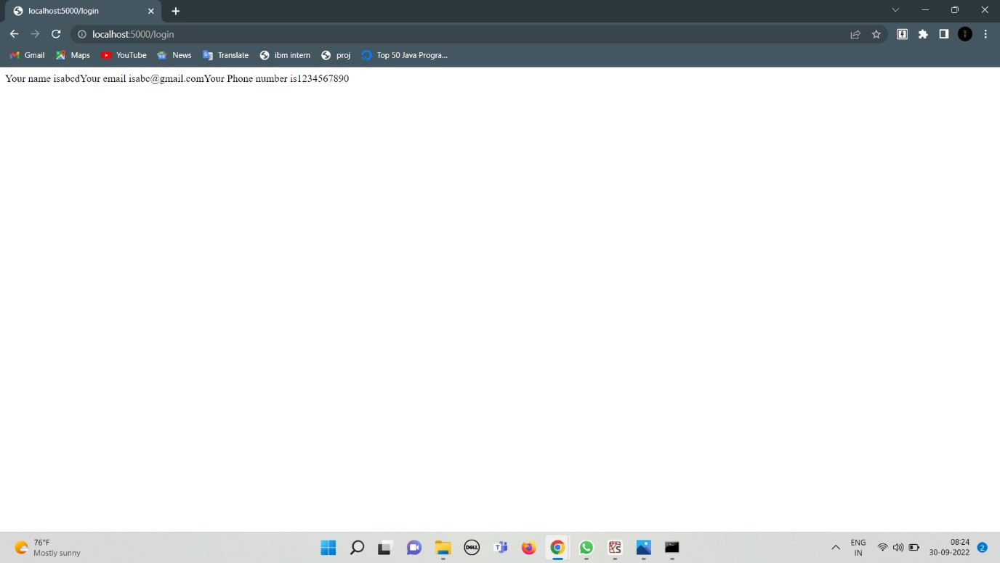 localhost:5000/login
localhost:5000/login
Gmail Maps YouTube News Translate ibm intern proj Top 50 Java Progra...
Your name isabcdYour email isabc@gmail.comYour Phone number is1234567890
76°F
Mostly sunny
DELL
ENG
IN
08:24
30-09-2022
2